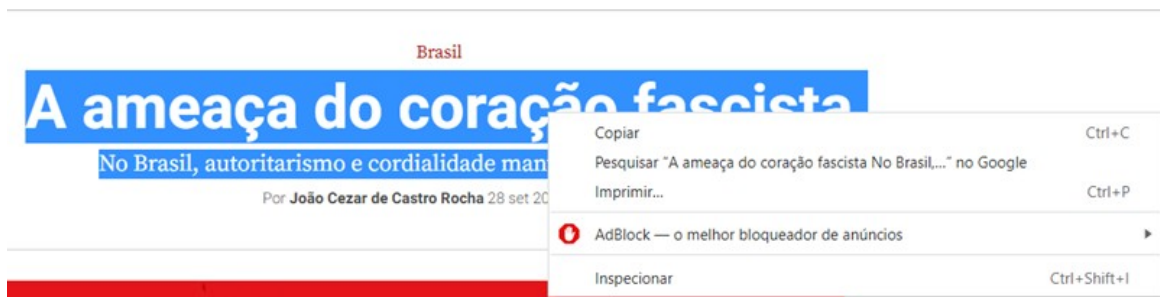 Brasil
A ameaça do coração fascista
No Brasil, autoritarismo e cordialidade
Por João Cezar de Castro Rocha 28 set
Copiar Ctrl+C
Pesquisar “A ameaça do coração fascista No Brasil,...” no Google
Imprimir... Ctrl+P
AdBlock — o melhor bloqueador de anúncios
Inspecionar Ctrl+Shift+I